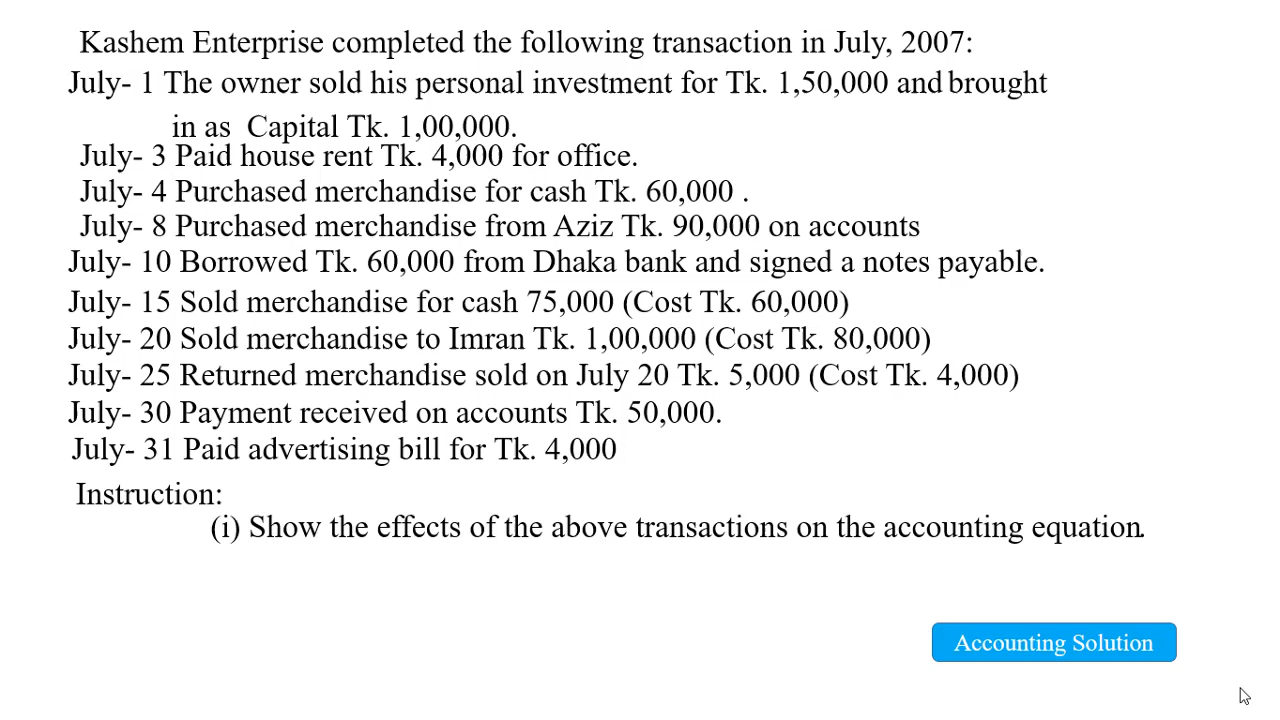 Kashem Enterprise completed the following transaction in July, 2007:
July- 1 The owner sold his personal investment for Tk. 1,50,000 and brought
in as Capital Tk. 1,00,000.
July- 3 Paid house rent Tk. 4,000 for office.
July- 4 Purchased merchandise for cash Tk. 60,000 .
July- 8 Purchased merchandise from Aziz Tk. 90,000 on accounts
July- 10 Borrowed Tk. 60,000 from Dhaka bank and signed a notes payable.
July- 15 Sold merchandise for cash 75,000 (Cost Tk. 60,000)
July- 20 Sold merchandise to Imran Tk. 1,00,000 (Cost Tk. 80,000)
July- 25 Returned merchandise sold on July 20 Tk. 5,000 (Cost Tk. 4,000)
July- 30 Payment received on accounts Tk. 50,000.
July- 31 Paid advertising bill for Tk. 4,000
Instruction:
(i) Show the effects of the above transactions on the accounting equation.
Accounting Solution